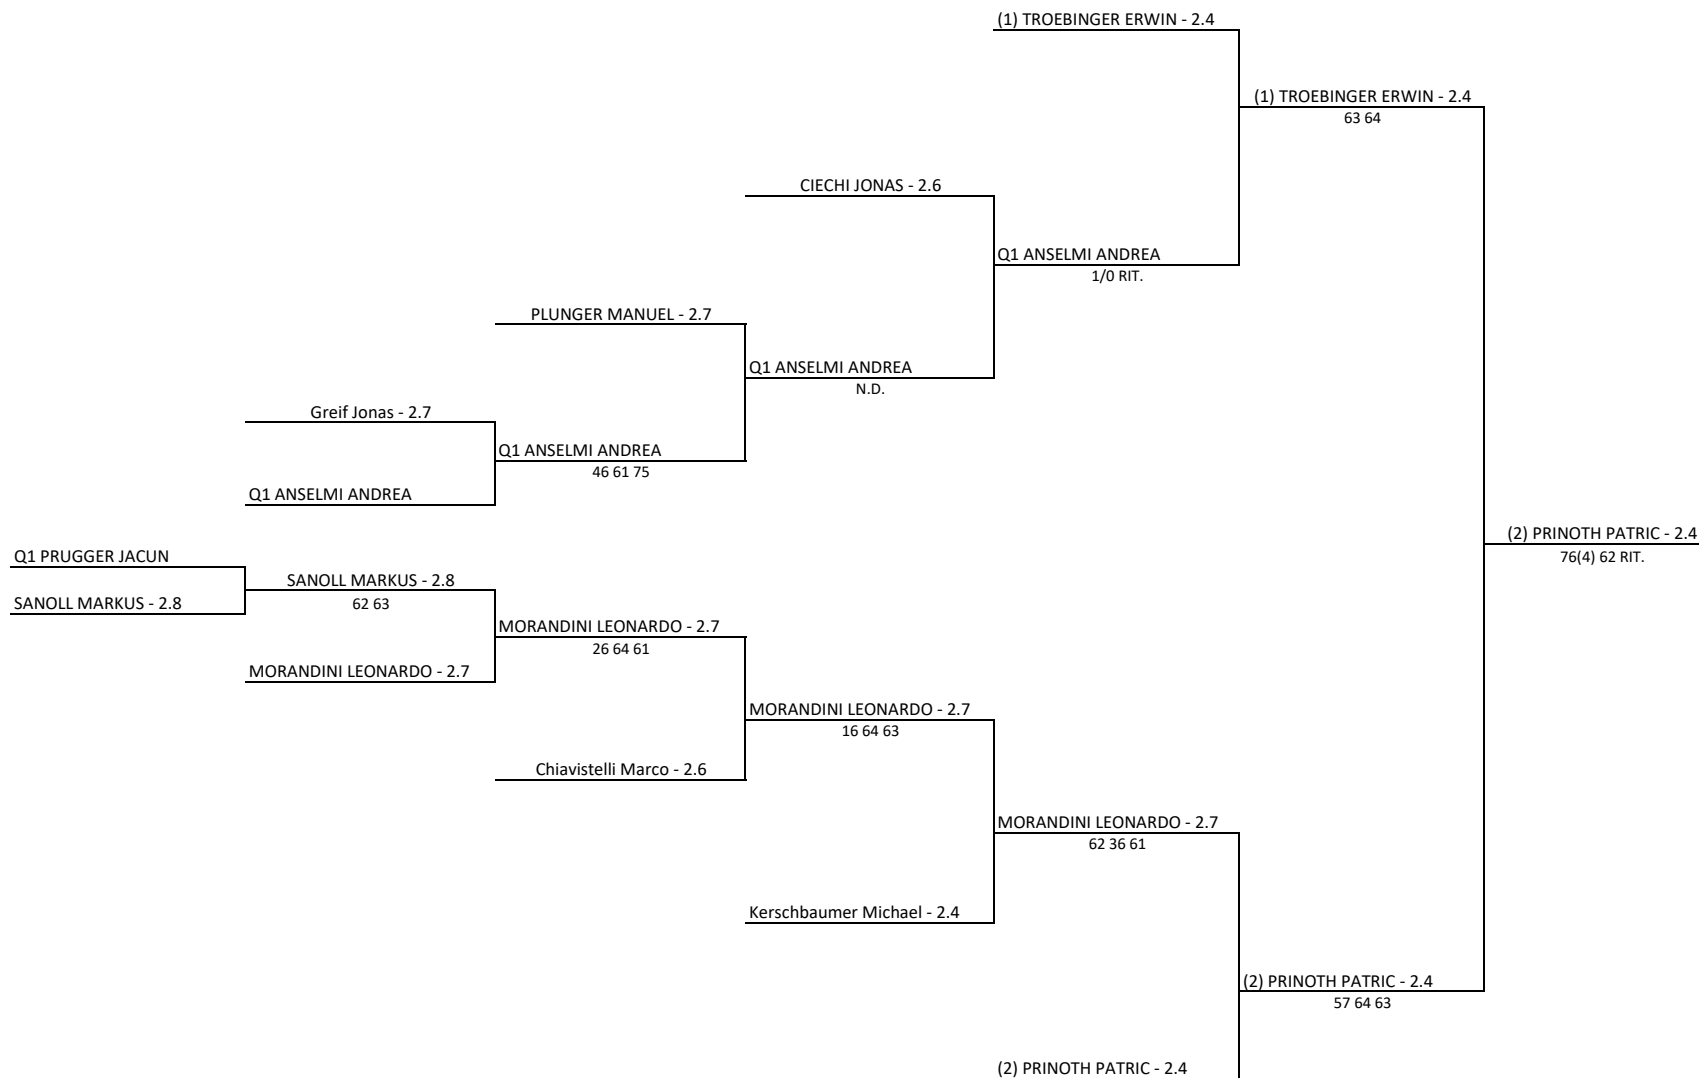 (1) TROEBINGER ERWIN - 2.4
(1) TROEBINGER ERWIN - 2.4
63 64
CIECHI JONAS - 2.6
Q1 ANSELMI ANDREA
1/0 RIT.
PLUNGER MANUEL - 2.7
Q1 ANSELMI ANDREA
N.D.
Greif Jonas - 2.7
Q1 ANSELMI ANDREA
46 61 75
Q1 ANSELMI ANDREA
(2) PRINOTH PATRIC - 2.4
76(4) 62 RIT.
Q1 PRUGGER JACUN
SANOLL MARKUS - 2.8
62 63
SANOLL MARKUS - 2.8
MORANDINI LEONARDO - 2.7
26 64 61
MORANDINI LEONARDO - 2.7
MORANDINI LEONARDO - 2.7
16 64 63
Chiavistelli Marco - 2.6
MORANDINI LEONARDO - 2.7
62 36 61
Kerschbaumer Michael - 2.4
(2) PRINOTH PATRIC - 2.4
57 64 63
(2) PRINOTH PATRIC - 2.4